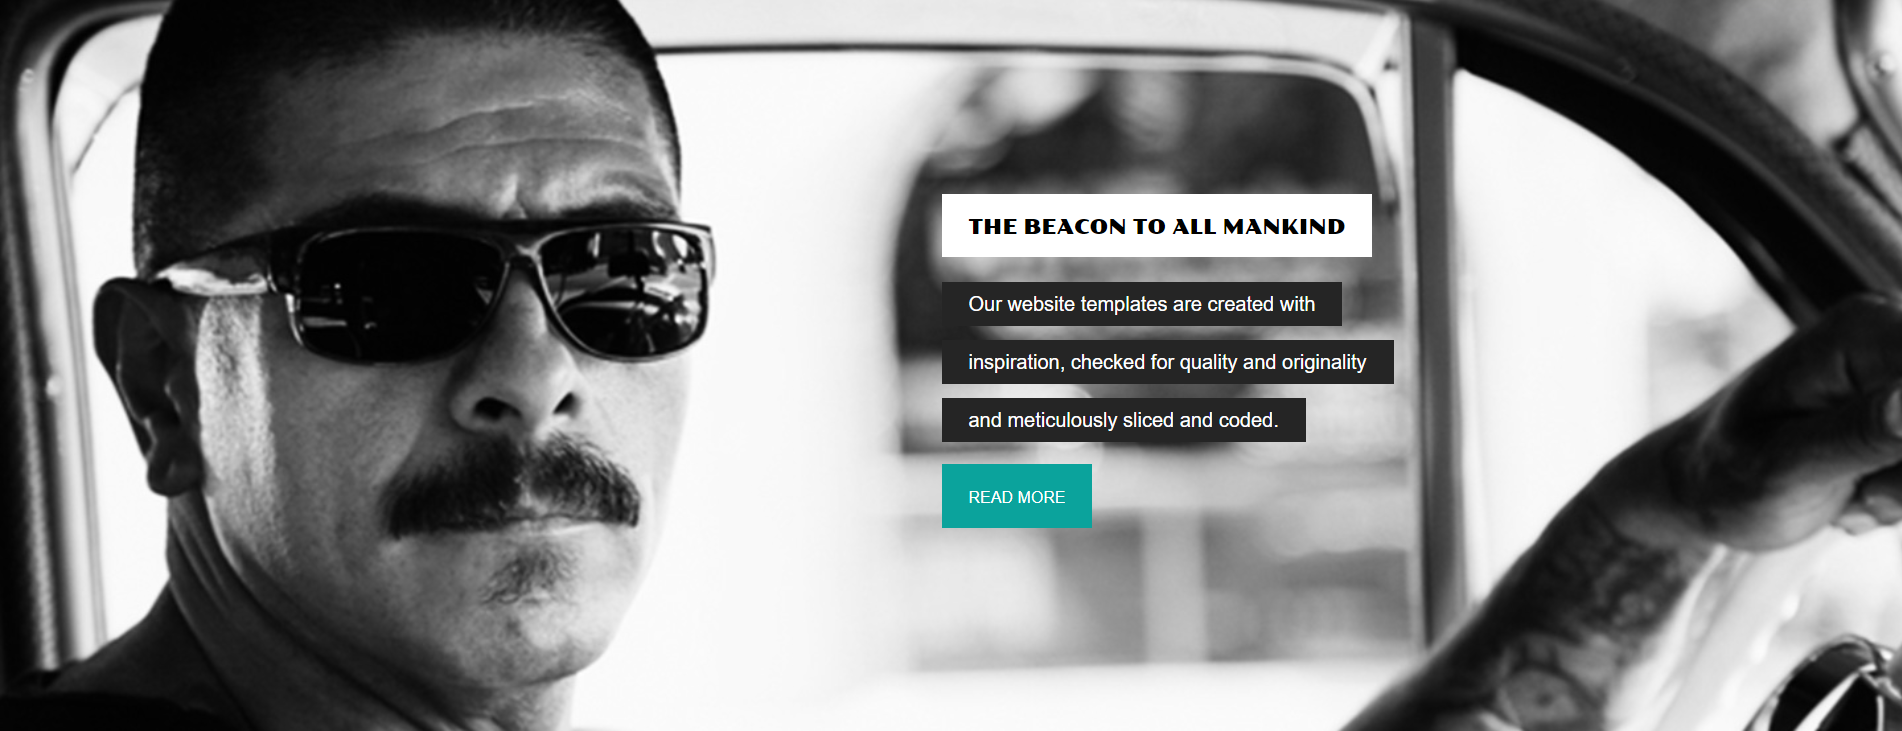 THE BEACON TO ALL MANKIND
Our website templates are created with
inspiration, checked for quality and originality
and meticulously sliced and coded.
READ MORE